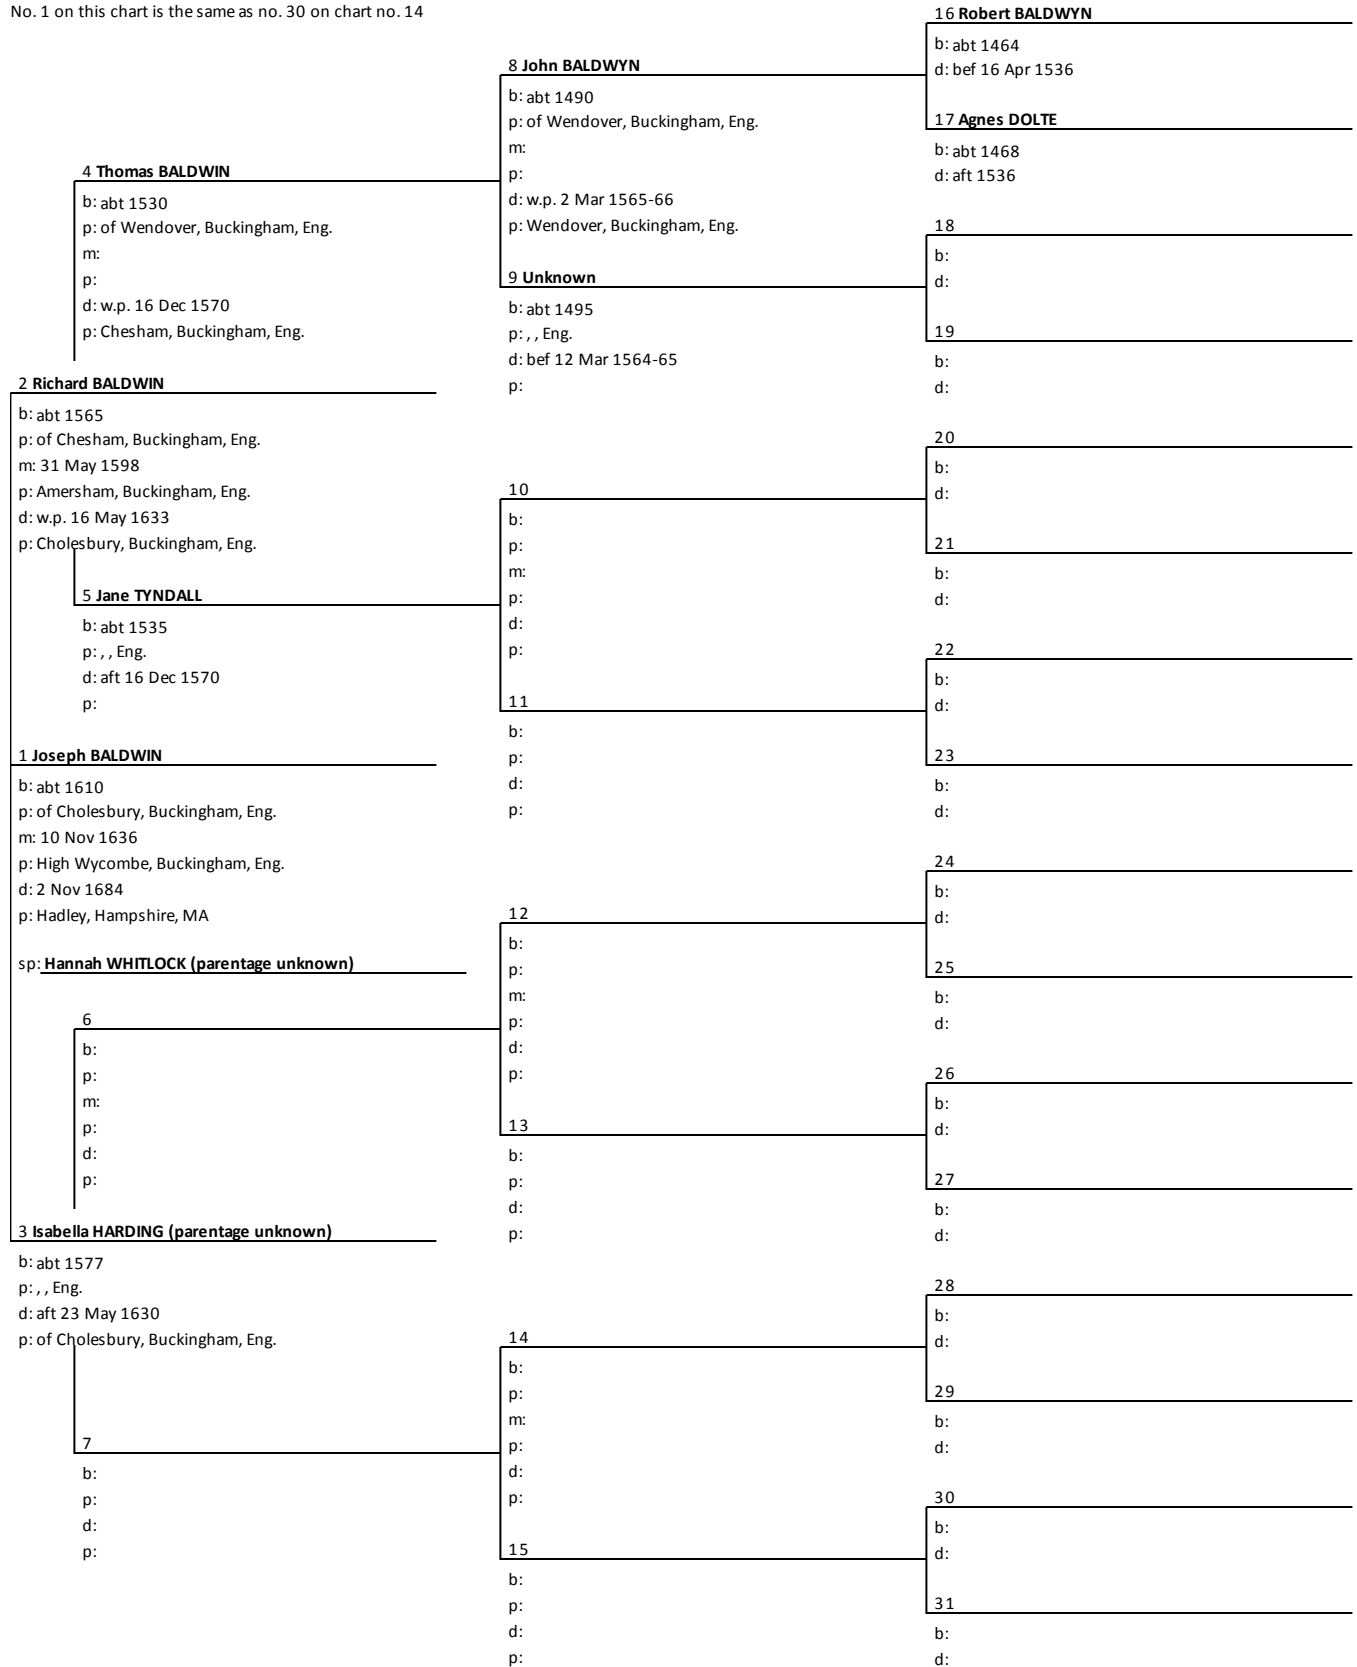 No. 1 on this chart is the same as no. 30 on chart no. 14
16 Robert BALDWYN
b: abt 1464
d: bef 16 Apr 1536
8 John BALDWYN
b: abt 1490
p: of Wendover, Buckingham, Eng.
m:
p:
d: w.p. 2 Mar 1565-66
p: Wendover, Buckingham, Eng.
17 Agnes DOLTE
b: abt 1468
d: aft 1536
4 Thomas BALDWIN
b: abt 1530
p: of Wendover, Buckingham, Eng.
m:
p:
d: w.p. 16 Dec 1570
p: Chesham, Buckingham, Eng.
18
b:
d:
9 Unknown
b: abt 1495
p: , , Eng.
d: bef 12 Mar 1564-65
p:
19
b:
d:
2 Richard BALDWIN
b: abt 1565
p: of Chesham, Buckingham, Eng.
m: 31 May 1598
p: Amersham, Buckingham, Eng.
d: w.p. 16 May 1633
p: Cholesbury, Buckingham, Eng.
20
b:
d:
10
b:
p:
m:
p:
d:
p:
21
b:
d:
5 Jane TYNDALL
b: abt 1535
p: , , Eng.
d: aft 16 Dec 1570
p:
22
b:
d:
11
b:
p:
d:
p:
23
b:
d:
1 Joseph BALDWIN
b: abt 1610
p: of Cholesbury, Buckingham, Eng.
m: 10 Nov 1636
p: High Wycombe, Buckingham, Eng.
d: 2 Nov 1684
p: Hadley, Hampshire, MA
sp: Hannah WHITLOCK (parentage unknown)
24
b:
d:
12
b:
p:
m:
p:
d:
p:
25
b:
d:
6
b:
p:
m:
p:
d:
p:
26
b:
d:
13
b:
p:
d:
p:
27
b:
d:
3 Isabella HARDING (parentage unknown)
b: abt 1577
p: , , Eng.
d: aft 23 May 1630
p: of Cholesbury, Buckingham, Eng.
28
b:
d:
14
b:
p:
m:
p:
d:
p:
29
b:
d:
7
b:
p:
d:
p:
30
b:
d:
15
b:
p:
d:
p:
31
b:
d: